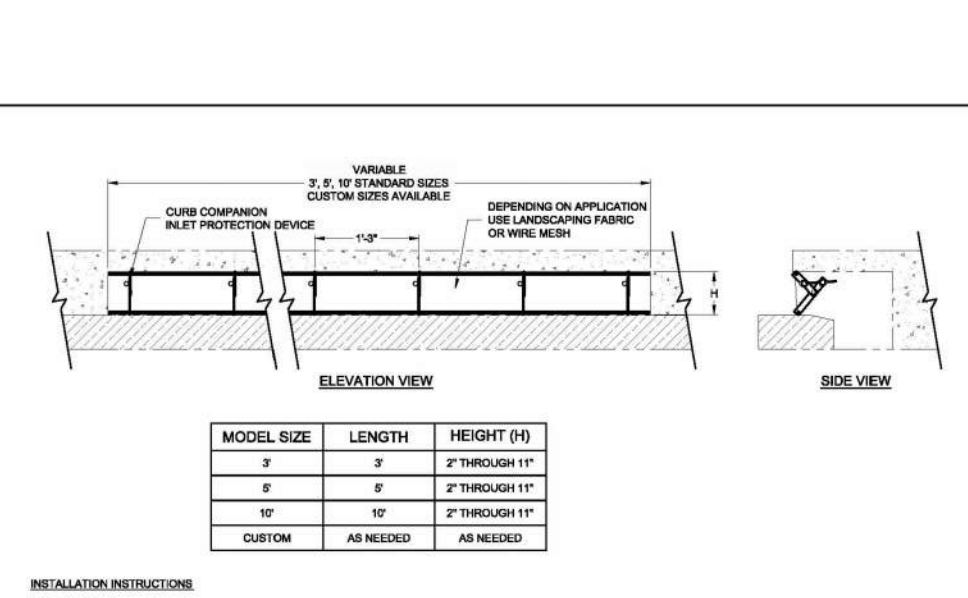 VARIABLE
3', 5', 10' STANDARD SIZES
CUSTOM SIZES AVAILABLE
CURB COMPANION
INLET PROTECTION DEVICE
DEPENDING ON APPLICATION
USE LANDSCAPING FABRIC
OR WIRE MESH
1'-3"
H
ELEVATION VIEW
SIDE VIEW
MODEL SIZE LENGTH HEIGHT (H)
3' 3' 2" THROUGH 11"
5' 5' 2" THROUGH 11"
10' 10' 2" THROUGH 11"
CUSTOM AS NEEDED AS NEEDED
INSTALLATION INSTRUCTIONS